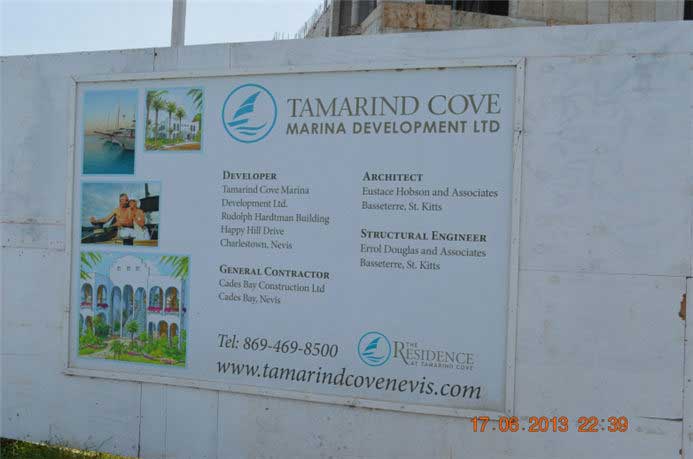 TAMARIND COVE
MARINA DEVELOPMENT LTD
DEVELOPER
Tamarind Cove Marina
Development Ltd.
Rudolph Hardtman Building
Happy Hill Drive
Charlestown, Nevis
GENERAL CONTRACTOR
Cades Bay Construction Ltd
Cades Bay, Nevis
ARCHITECT
Eustace Hobson and Associates
Basseterre, St. Kitts
STRUCTURAL ENGINEER
Errol Douglas and Associates
Basseterre, St. Kitts
Tel: 869-469-8500
THE
RESIDENCE
AT TAMARIND COVE
www.tamarindcovenevis.com
17.06.2013 22:39